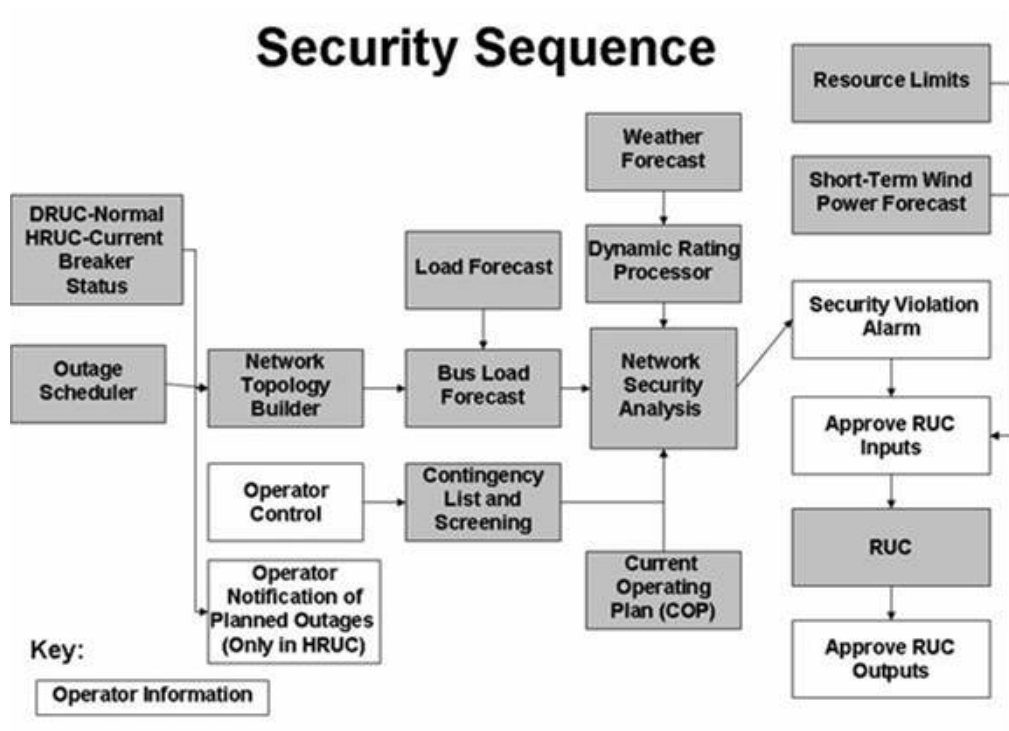 Security Sequence
Resource Limits
Weather
Forecast
Short-Term Wind
Power Forecast
DRUC-Normal
HRUC-Current
Breaker
Status
Load Forecast
Dynamic Rating
Processor
Security Violation
Alarm
Outage
Scheduler
Network
Topology
Builder
Bus Load
Forecast
Network
Security
Analysis
Approve RUC
Inputs
Operator
Control
Contingency
List and
Screening
RUC
Operator
Notification of
Planned Outages
(Only in HRUC)
Current
Operating
Plan (COP)
Approve RUC
Outputs
Key:
Operator Information